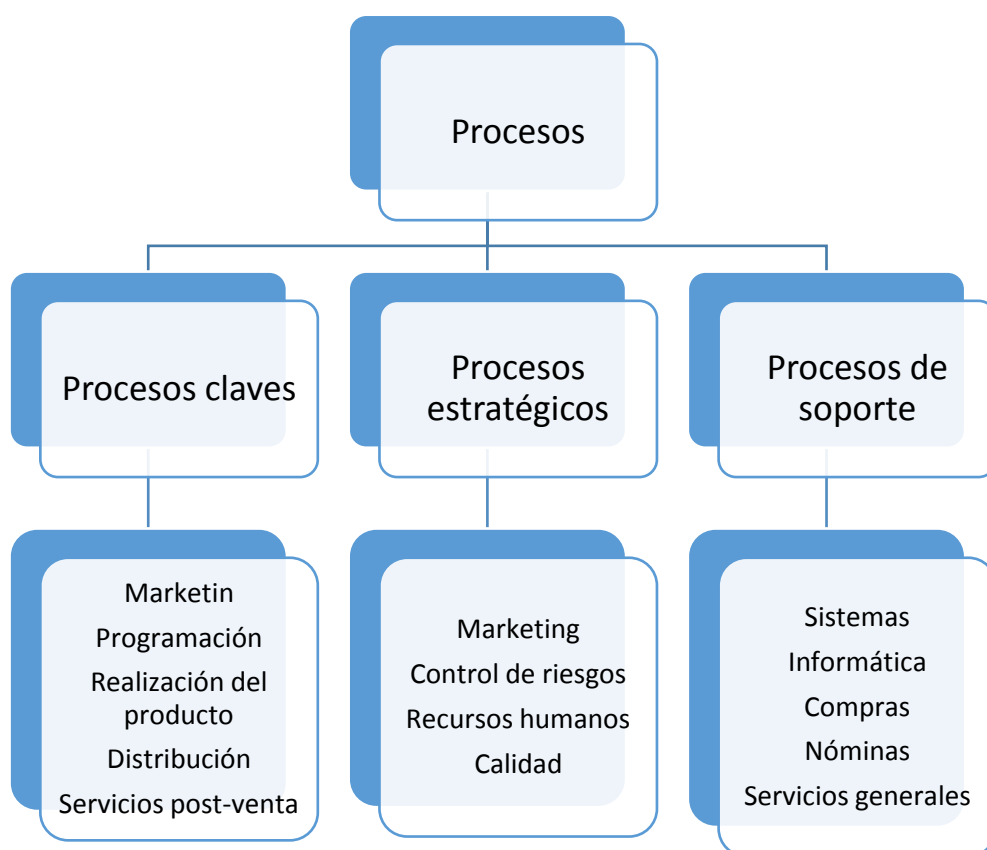 Procesos
Procesos claves
Procesos
estratégicos
Procesos de
soporte
Marketin
Programación
Realización del
producto
Distribución
Servicios post-venta
Marketing
Control de riesgos
Recursos humanos
Calidad
Sistemas
Informática
Compras
Nóminas
Servicios generales